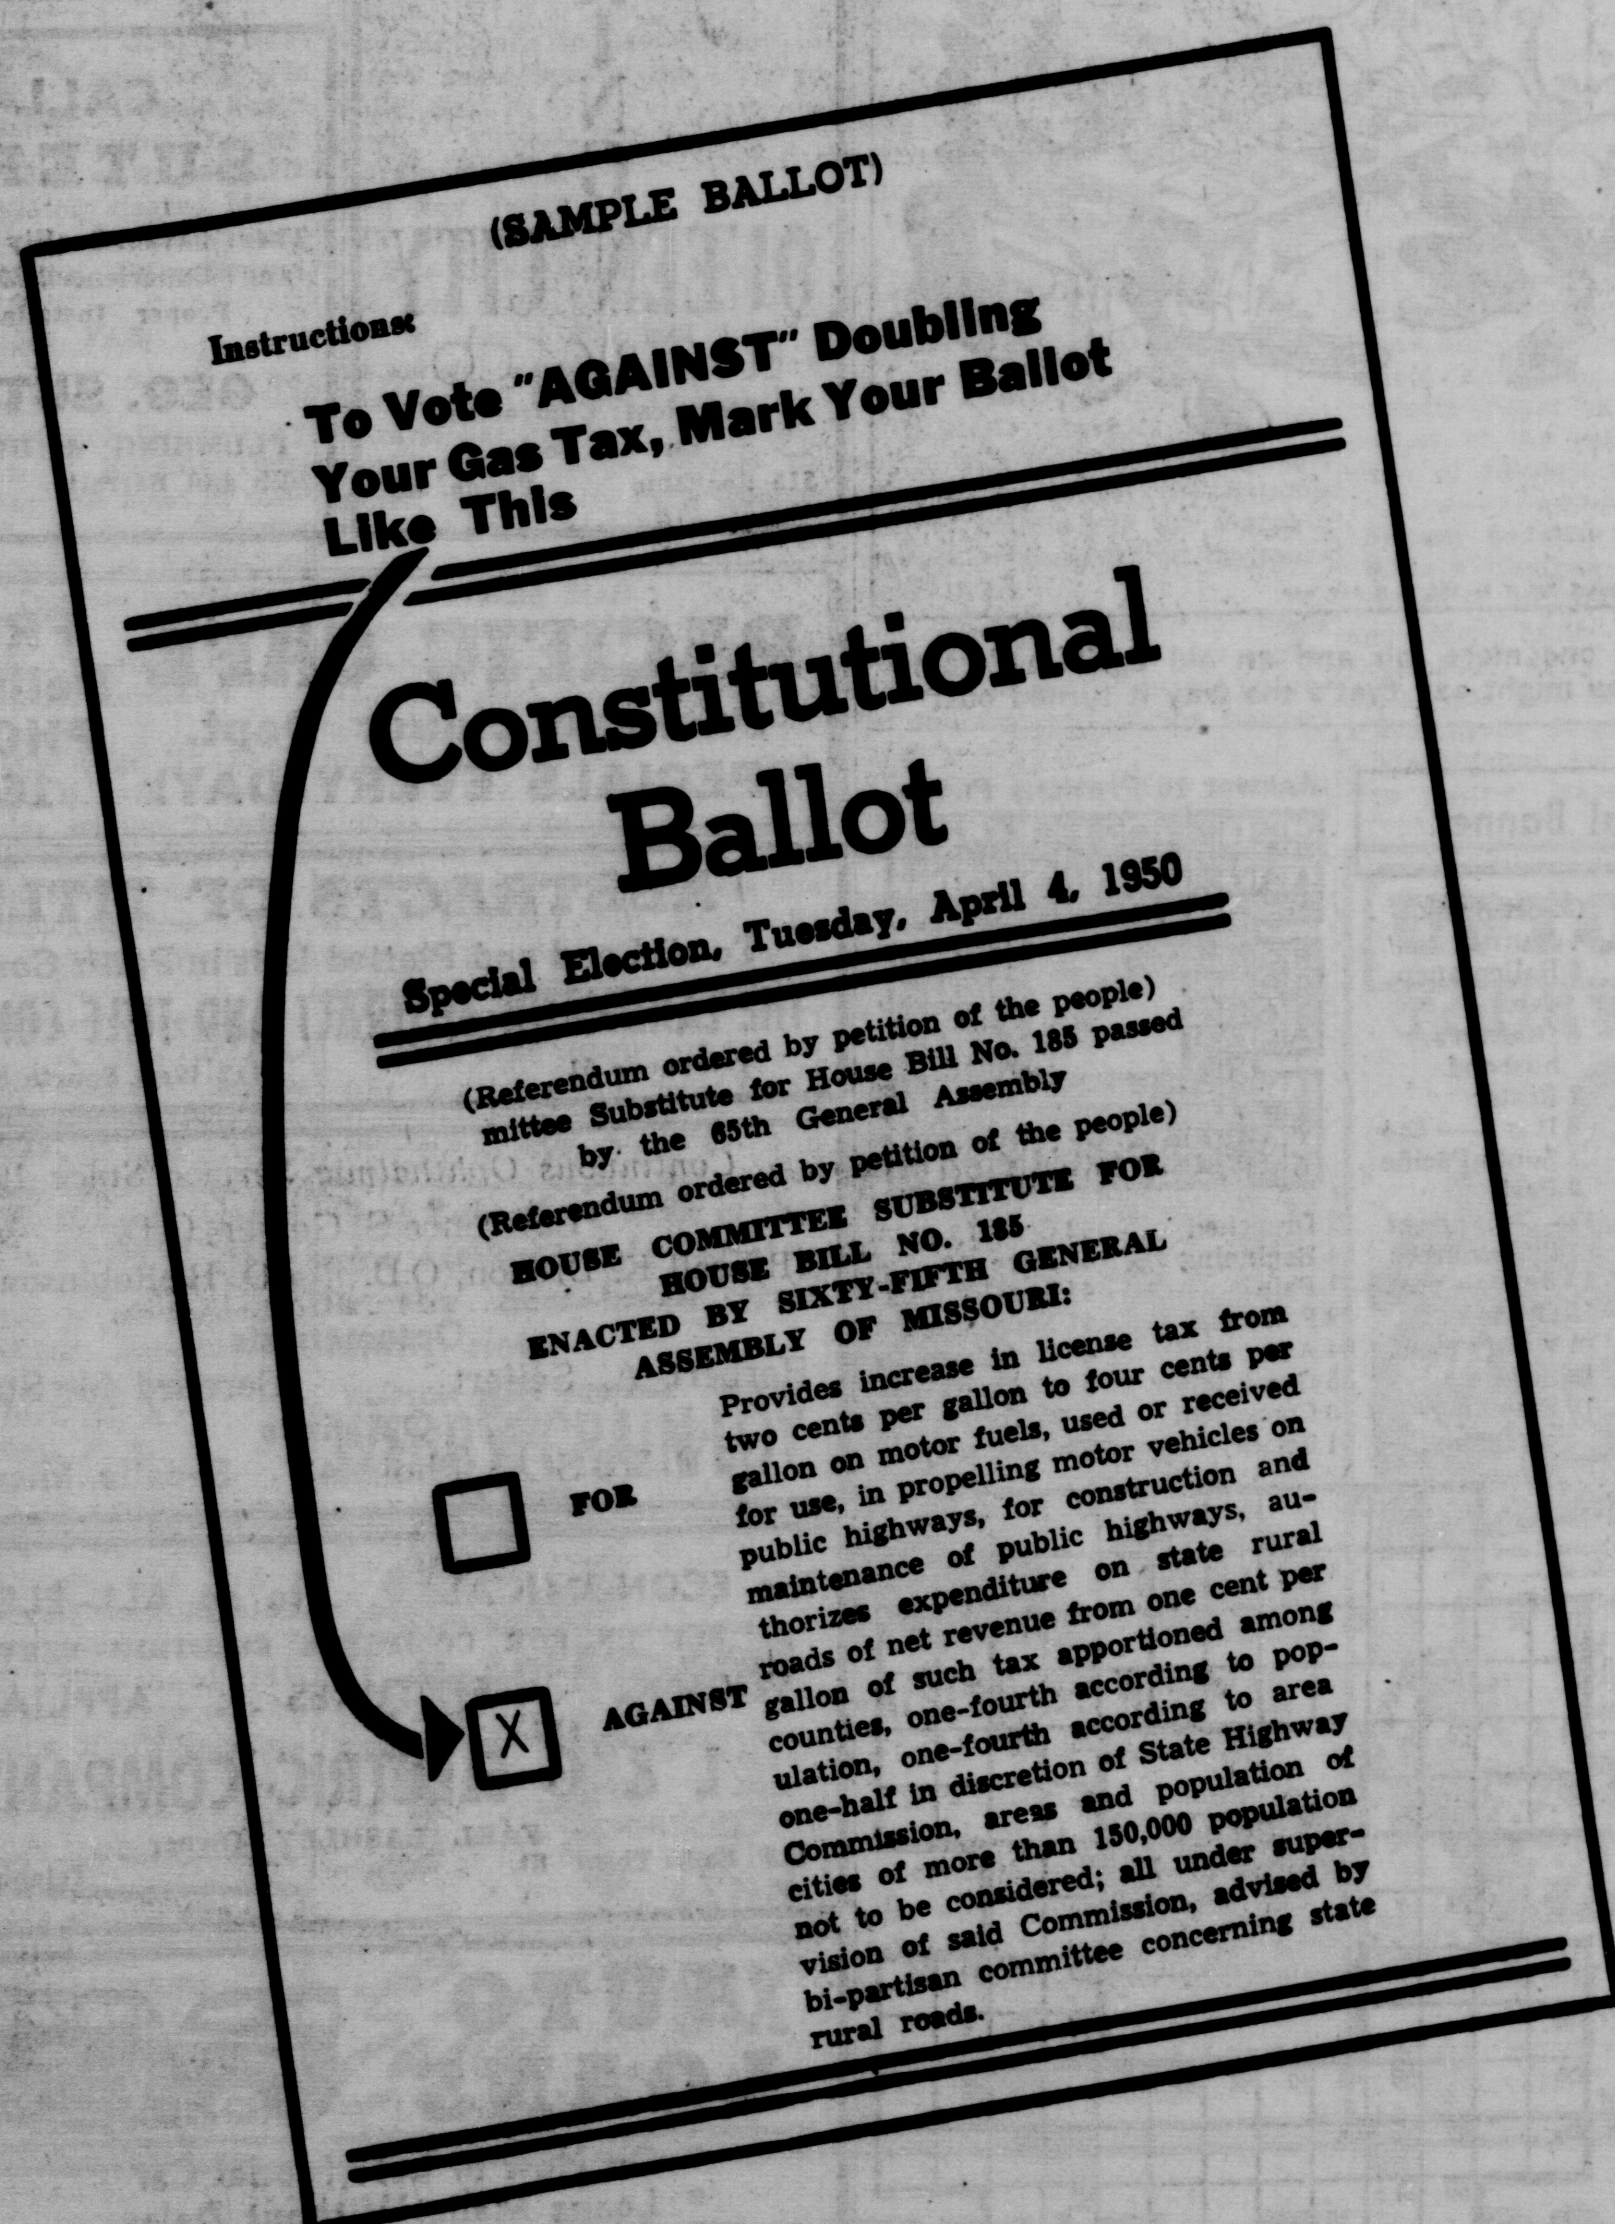 (SAMPLE BALLOT)
Instructions:
To Vote "AGAINST" Doubling
Your Gas Tax, Mark Your Ballot
Like This
Constitutional
Ballot
Special Election, Tuesday, April 4, 1950
(Referendum ordered by petition of the people)
mittee Substitute for House Bill No. 185 passed
by the 65th General Assembly
(Referendum ordered by petition of the people)
HOUSE COMMITTEE SUBSTITUTE FOR
HOUSE BILL NO. 185
ENACTED BY SIXTY-FIFTH GENERAL
ASSEMBLY OF MISSOURI:
Provides increase in license tax from
two cents per gallon to four cents per
gallon on motor fuels, used or received
FOR
for use, in propelling motor vehicles on
public highways, for construction and
maintenance of public highways, au-
thorizes expenditure on state rural
roads of net revenue from one cent per
X AGAINST
gallon of such tax apportioned among
counties, one-fourth according to pop-
ulation, one-fourth according to area
one-half in discretion of State Highway
Commission, areas and population of
cities of more than 150,000 population
not to be considered; all under super-
vision of said Commission, advised by
bi-partisan committee concerning state
rural roads.